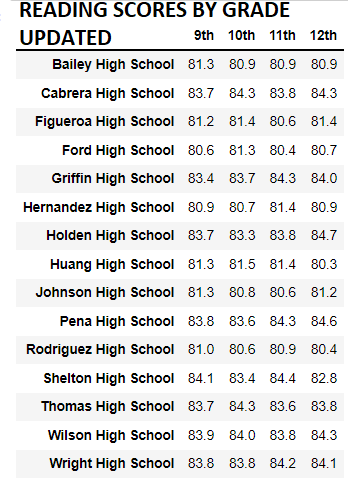 READING SCORES BY GRADE
UPDATED 9th 10th 11th 12th
Bailey High School 81.3 80.9 80.9 80.9
Cabrera High School 83.7 84.3 83.8 84.3
Figueroa High School 81.2 81.4 80.6 81.4
Ford High School 80.6 81.3 80.4 80.7
Griffin High School 83.4 83.7 84.3 84.0
Hernandez High School 80.9 80.7 81.4 80.9
Holden High School 83.7 83.3 83.8 84.7
Huang High School 81.3 81.5 81.4 80.3
Johnson High School 81.3 80.8 80.6 81.2
Pena High School 83.8 83.6 84.3 84.6
Rodriguez High School 81.0 80.6 80.9 80.4
Shelton High School 84.1 83.4 84.4 82.8
Thomas High School 83.7 84.3 83.6 83.8
Wilson High School 83.9 84.0 83.8 84.3
Wright High School 83.8 83.8 84.2 84.1